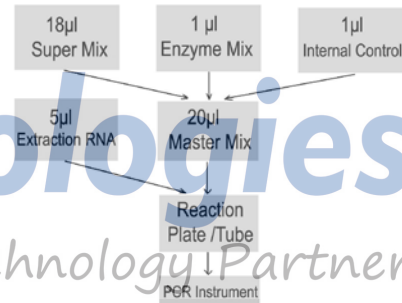 18µl
Super Mix
1 µl
Enzyme Mix
1µl
Internal Control
5µl
Extraction RNA
20µl
Master Mix
ologies
Reaction
Plate /Tube
chnology Partner
PCR Instrument